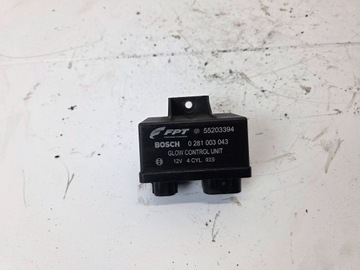 FPT @ 55203394
BOSCH 0 281 003 043
GLOW CONTROL UNIT
12V 4 CYL